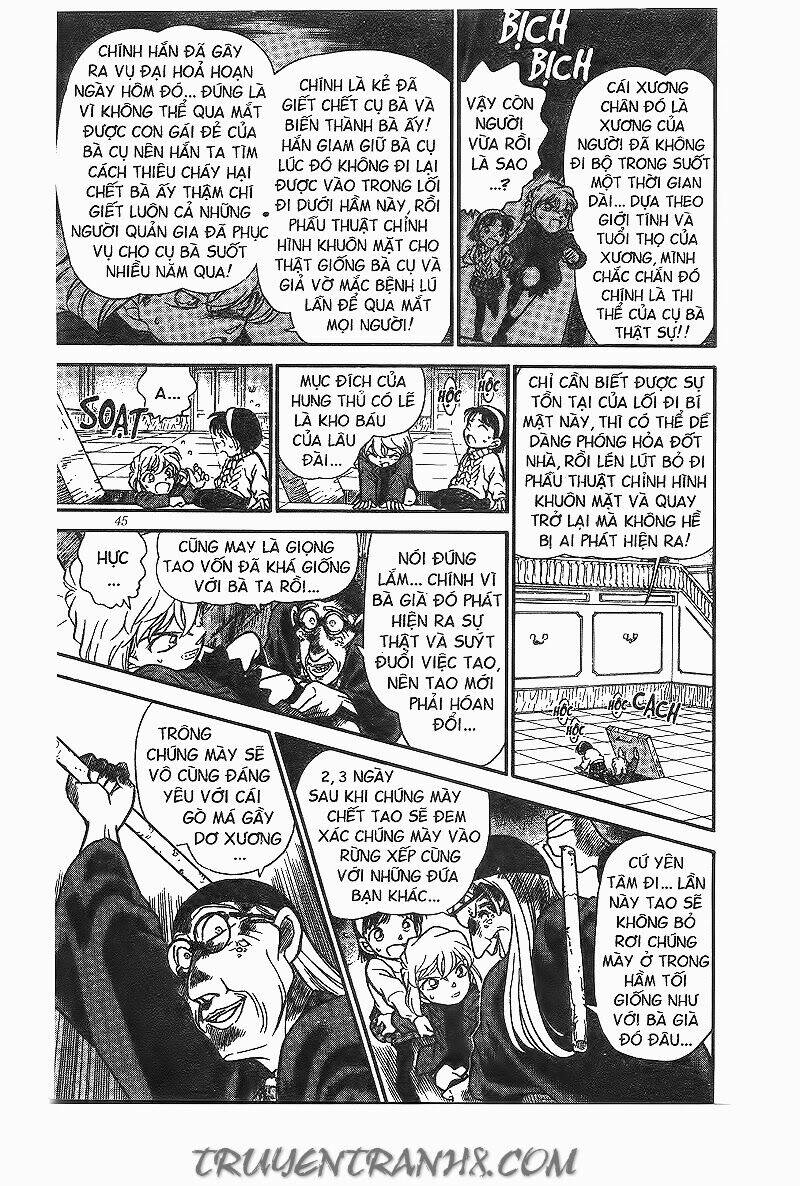 BỊCH
BỊCH
CÁI XƯƠNG
CHÂN ĐÓ LÀ
XƯƠNG CỦA
NGƯỜI ĐÃ KHÔNG
ĐI BỘ TRONG SUỐT
MỘT THỜI GIAN
DÀI... DỰA THEO
GIỚI TÍNH VÀ
TUỔI THỌ CỦA
XƯƠNG, MÌNH
CHẮC CHẮN ĐÓ
CHÍNH LÀ THI
THỂ CỦA CỤ BÀ
THẬT SỰ!!
VẬY CÒN
NGƯỜI
VỪA RỒI
LÀ SAO
...?
CHÍNH LÀ KẺ ĐÃ
GIẾT CHẾT CỤ BÀ VÀ
BIẾN THÀNH BÀ ẤY!
HẮN GIAM GIỮ BÀ CỤ
LÚC ĐÓ KHÔNG ĐI LẠI
ĐƯỢC VÀO TRONG LỐI
ĐI DƯỚI HẦM NÀY, RỒI
PHẨU THUẬT CHỈNH
HÌNH KHUÔN MẶT CHO
THẬT GIỐNG BÀ CỤ VÀ
GIẢ VỜ MẮC BỆNH LÚ
LẪN ĐỂ QUA MẮT
MỌI NGƯỜI!
CHÍNH HẮN ĐÃ GÂY
RA VỤ ĐẠI HOẢ HOẠN
NGÀY HÔM ĐÓ... ĐÚNG LÀ
VÌ KHÔNG THỂ QUA MẮT
ĐƯỢC CON GÁI ĐẺ CỦA
BÀ CỤ NÊN HẮN TA TÌM
CÁCH THIÊU CHÁY HẠI
CHẾT BÀ ẤY THẬM CHÍ
GIẾT LUÔN CẢ NHỮNG
NGƯỜI QUẢN GIA ĐÃ PHỤC
VỤ CHO CỤ BÀ SUỐT
NHIỀU NĂM QUA!
CHỈ CẦN BIẾT ĐƯỢC SỰ
TỒN TẠI CỦA LỐI ĐI BÍ
MẬT NÀY, THÌ CÓ THỂ DỄ
DÀNG PHÓNG HỎA ĐỐT
NHÀ, RỒI LÉN LÚT BỎ ĐI
PHẨU THUẬT CHỈNH HÌNH
KHUÔN MẶT VÀ QUAY
TRỞ LẠI MÀ KHÔNG HỀ
BỊ AI PHÁT HIỆN RA!
HỘC
HỘC
CẠCH
HỘC
HỘC
MỤC ĐÍCH CỦA
HUNG THỦ CÓ LẼ
LÀ KHO BÁU
CỦA LÂU
ĐÀI...
A...
SOẠT
45
NÓI ĐÚNG
LẮM... CHÍNH VÌ
BÀ GIÀ ĐÓ PHÁT
HIỆN RA SỰ
THẬT VÀ SUÝT
ĐUỔI VIỆC TAO,
NÊN TAO MỚI
PHẢI HÓAN
ĐỔI...
CŨNG MAY LÀ GIỌNG
TAO VỐN ĐÃ KHÁ GIỐNG
VỚI BÀ TA RỒI...
HỰC
...
CỨ YÊN
TÂM ĐI... LẦN
NÀY TAO SẼ
KHÔNG BỎ
RƠI CHÚNG
MÀY Ở TRONG
HẦM TỐI
GIỐNG NHƯ
VỚI BÀ GIÀ
ĐÓ ĐÂU...
2, 3 NGÀY
SAU KHI CHÚNG MÀY
CHẾT TAO SẼ ĐEM
XÁC CHÚNG MÀY VÀO
RỪNG XẾP CÙNG
VỚI NHỮNG ĐỨA
BẠN KHÁC...
TRÔNG
CHÚNG MÀY SẼ
VÔ CÙNG ĐÁNG
YÊU VỚI CÁI
GÒ MÁ GẦY
DƠ XƯƠNG
...
TRUYENTRANH8.COM